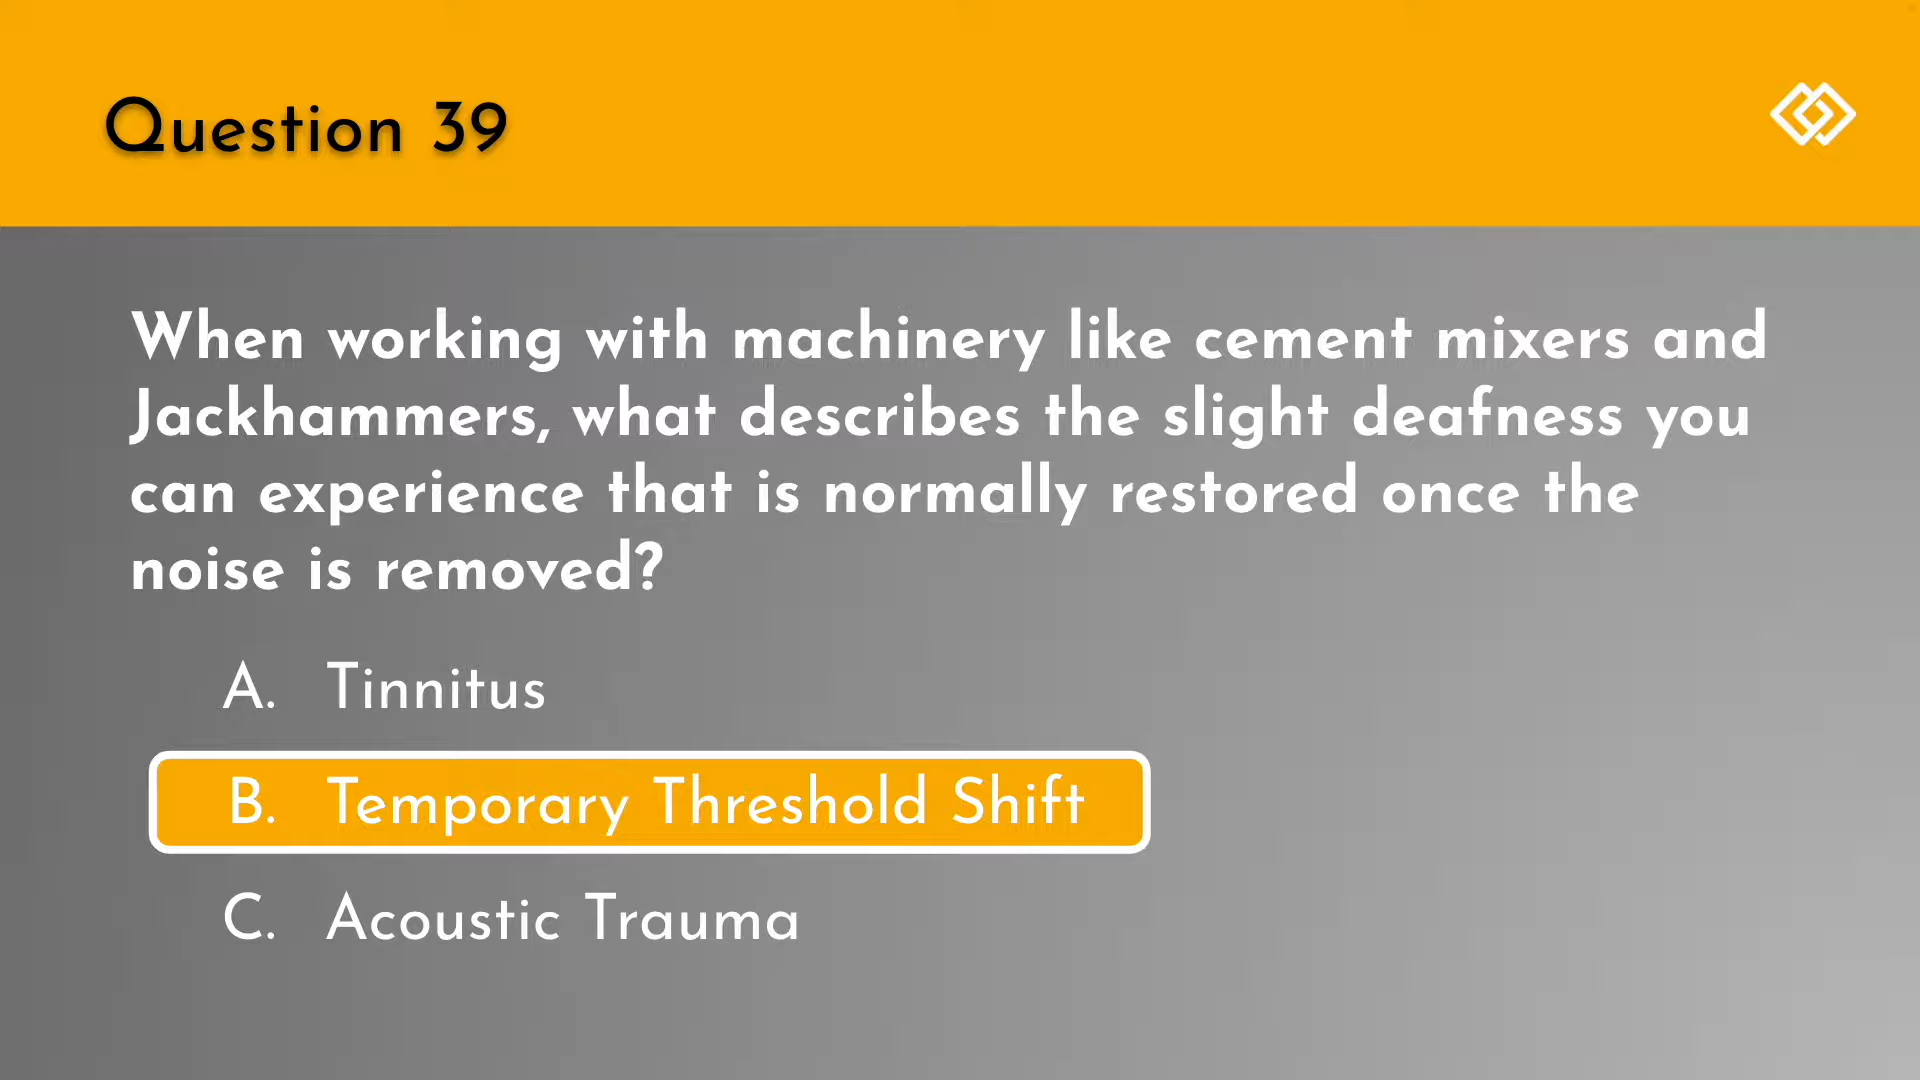 Question 39
When working with machinery like cement mixers and
Jackhammers, what describes the slight deafness you
can experience that is normally restored once the
noise is removed?
A. Tinnitus
B. Temporary Threshold Shift
C. Acoustic Trauma